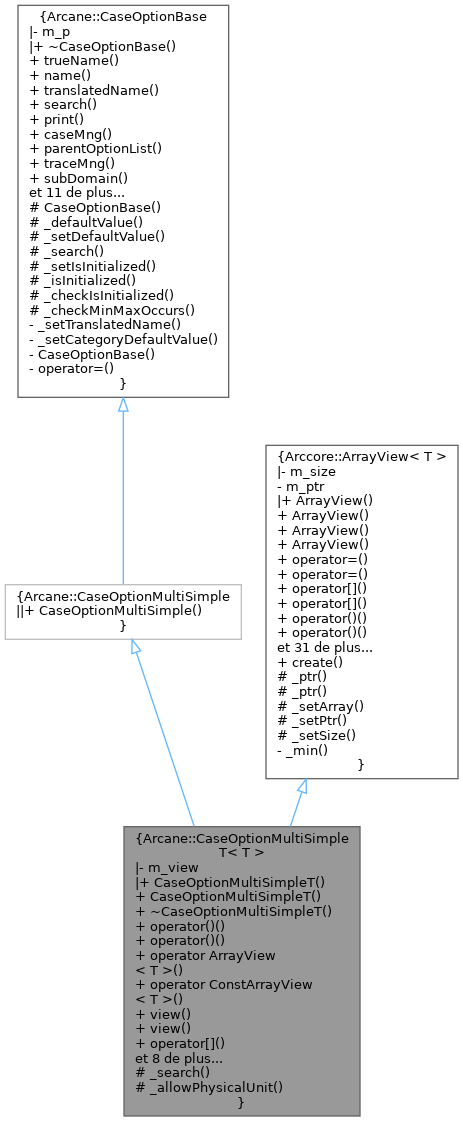 {Arcane::CaseOptionBase
|- m_p
|+ ~CaseOptionBase()
+ trueName()
+ name()
+ translatedName()
+ search()
+ print()
+ caseMng()
+ parentOptionList()
+ traceMng()
+ subDomain()
et 11 de plus...
# CaseOptionBase()
# _defaultValue()
# _setDefaultValue()
# _search()
# _setIsInitialized()
# _isInitialized()
# _checkIsInitialized()
# _checkMinMaxOccurs()
- _setTranslatedName()
- _setCategoryDefaultValue()
- CaseOptionBase()
- operator=()
}
{Arccore::ArrayView< T >
|- m_size
- m_ptr
|+ ArrayView()
+ ArrayView()
+ ArrayView()
+ ArrayView()
+ operator=()
+ operator=()
+ operator[]()
+ operator[]()
+ operator()()
+ operator()()
et 31 de plus...
+ create()
# _ptr()
# _ptr()
# _setArray()
# _setPtr()
# _setSize()
- _min()
}
{Arcane::CaseOptionMultiSimple
||+ CaseOptionMultiSimple()
}
{Arcane::CaseOptionMultiSimple
T< T >
|- m_view
|+ CaseOptionMultiSimpleT()
+ CaseOptionMultiSimpleT()
+ ~CaseOptionMultiSimpleT()
+ operator()()
+ operator()()
+ operator ArrayView
< T >()
+ operator ConstArrayView
< T >()
+ view()
+ view()
+ operator[]()
et 8 de plus...
# _search()
# _allowPhysicalUnit()
}